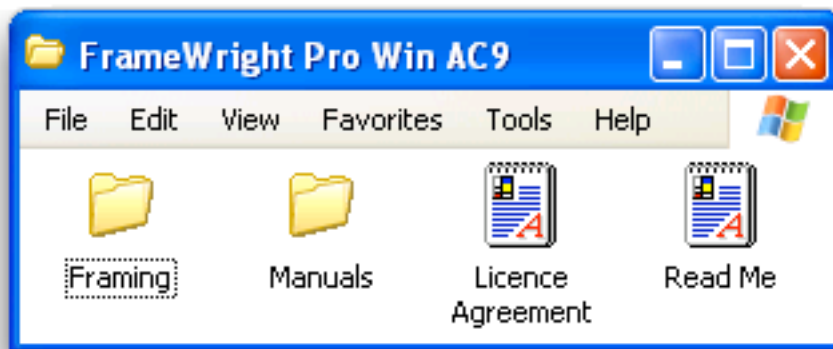 FrameWright Pro Win AC9
File Edit View Favorites Tools Help
Framing Manuals Licence Agreement Read Me